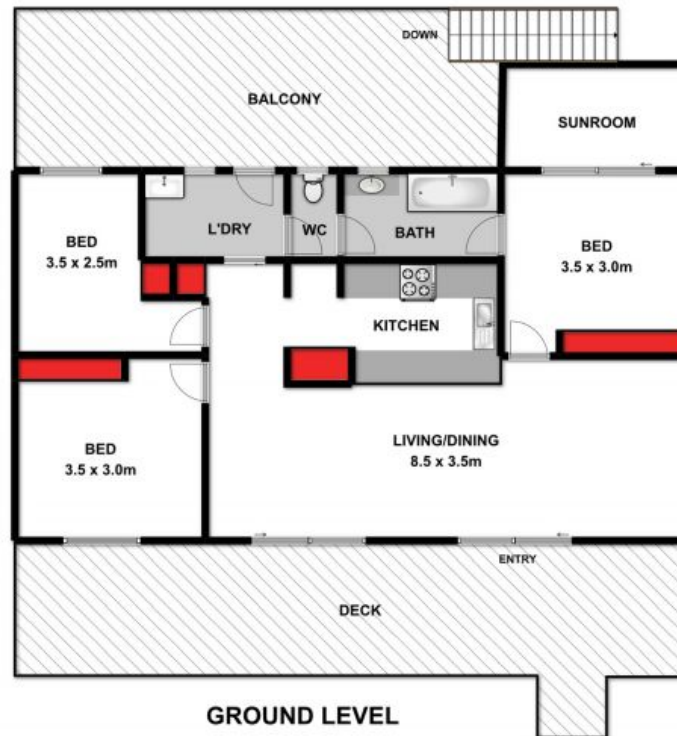 DOWN
BALCONY
SUNROOM
L'DRY
WC
BATH
BED
3.5 x 2.5m
BED
3.5 x 3.0m
KITCHEN
BED
3.5 x 3.0m
LIVING/DINING
8.5 x 3.5m
ENTRY
DECK
GROUND LEVEL